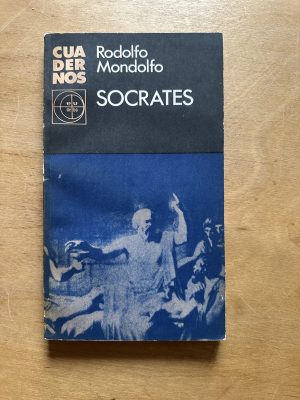 CUA
DER
NOS
Rodolfo
Mondolfo
SOCRATES